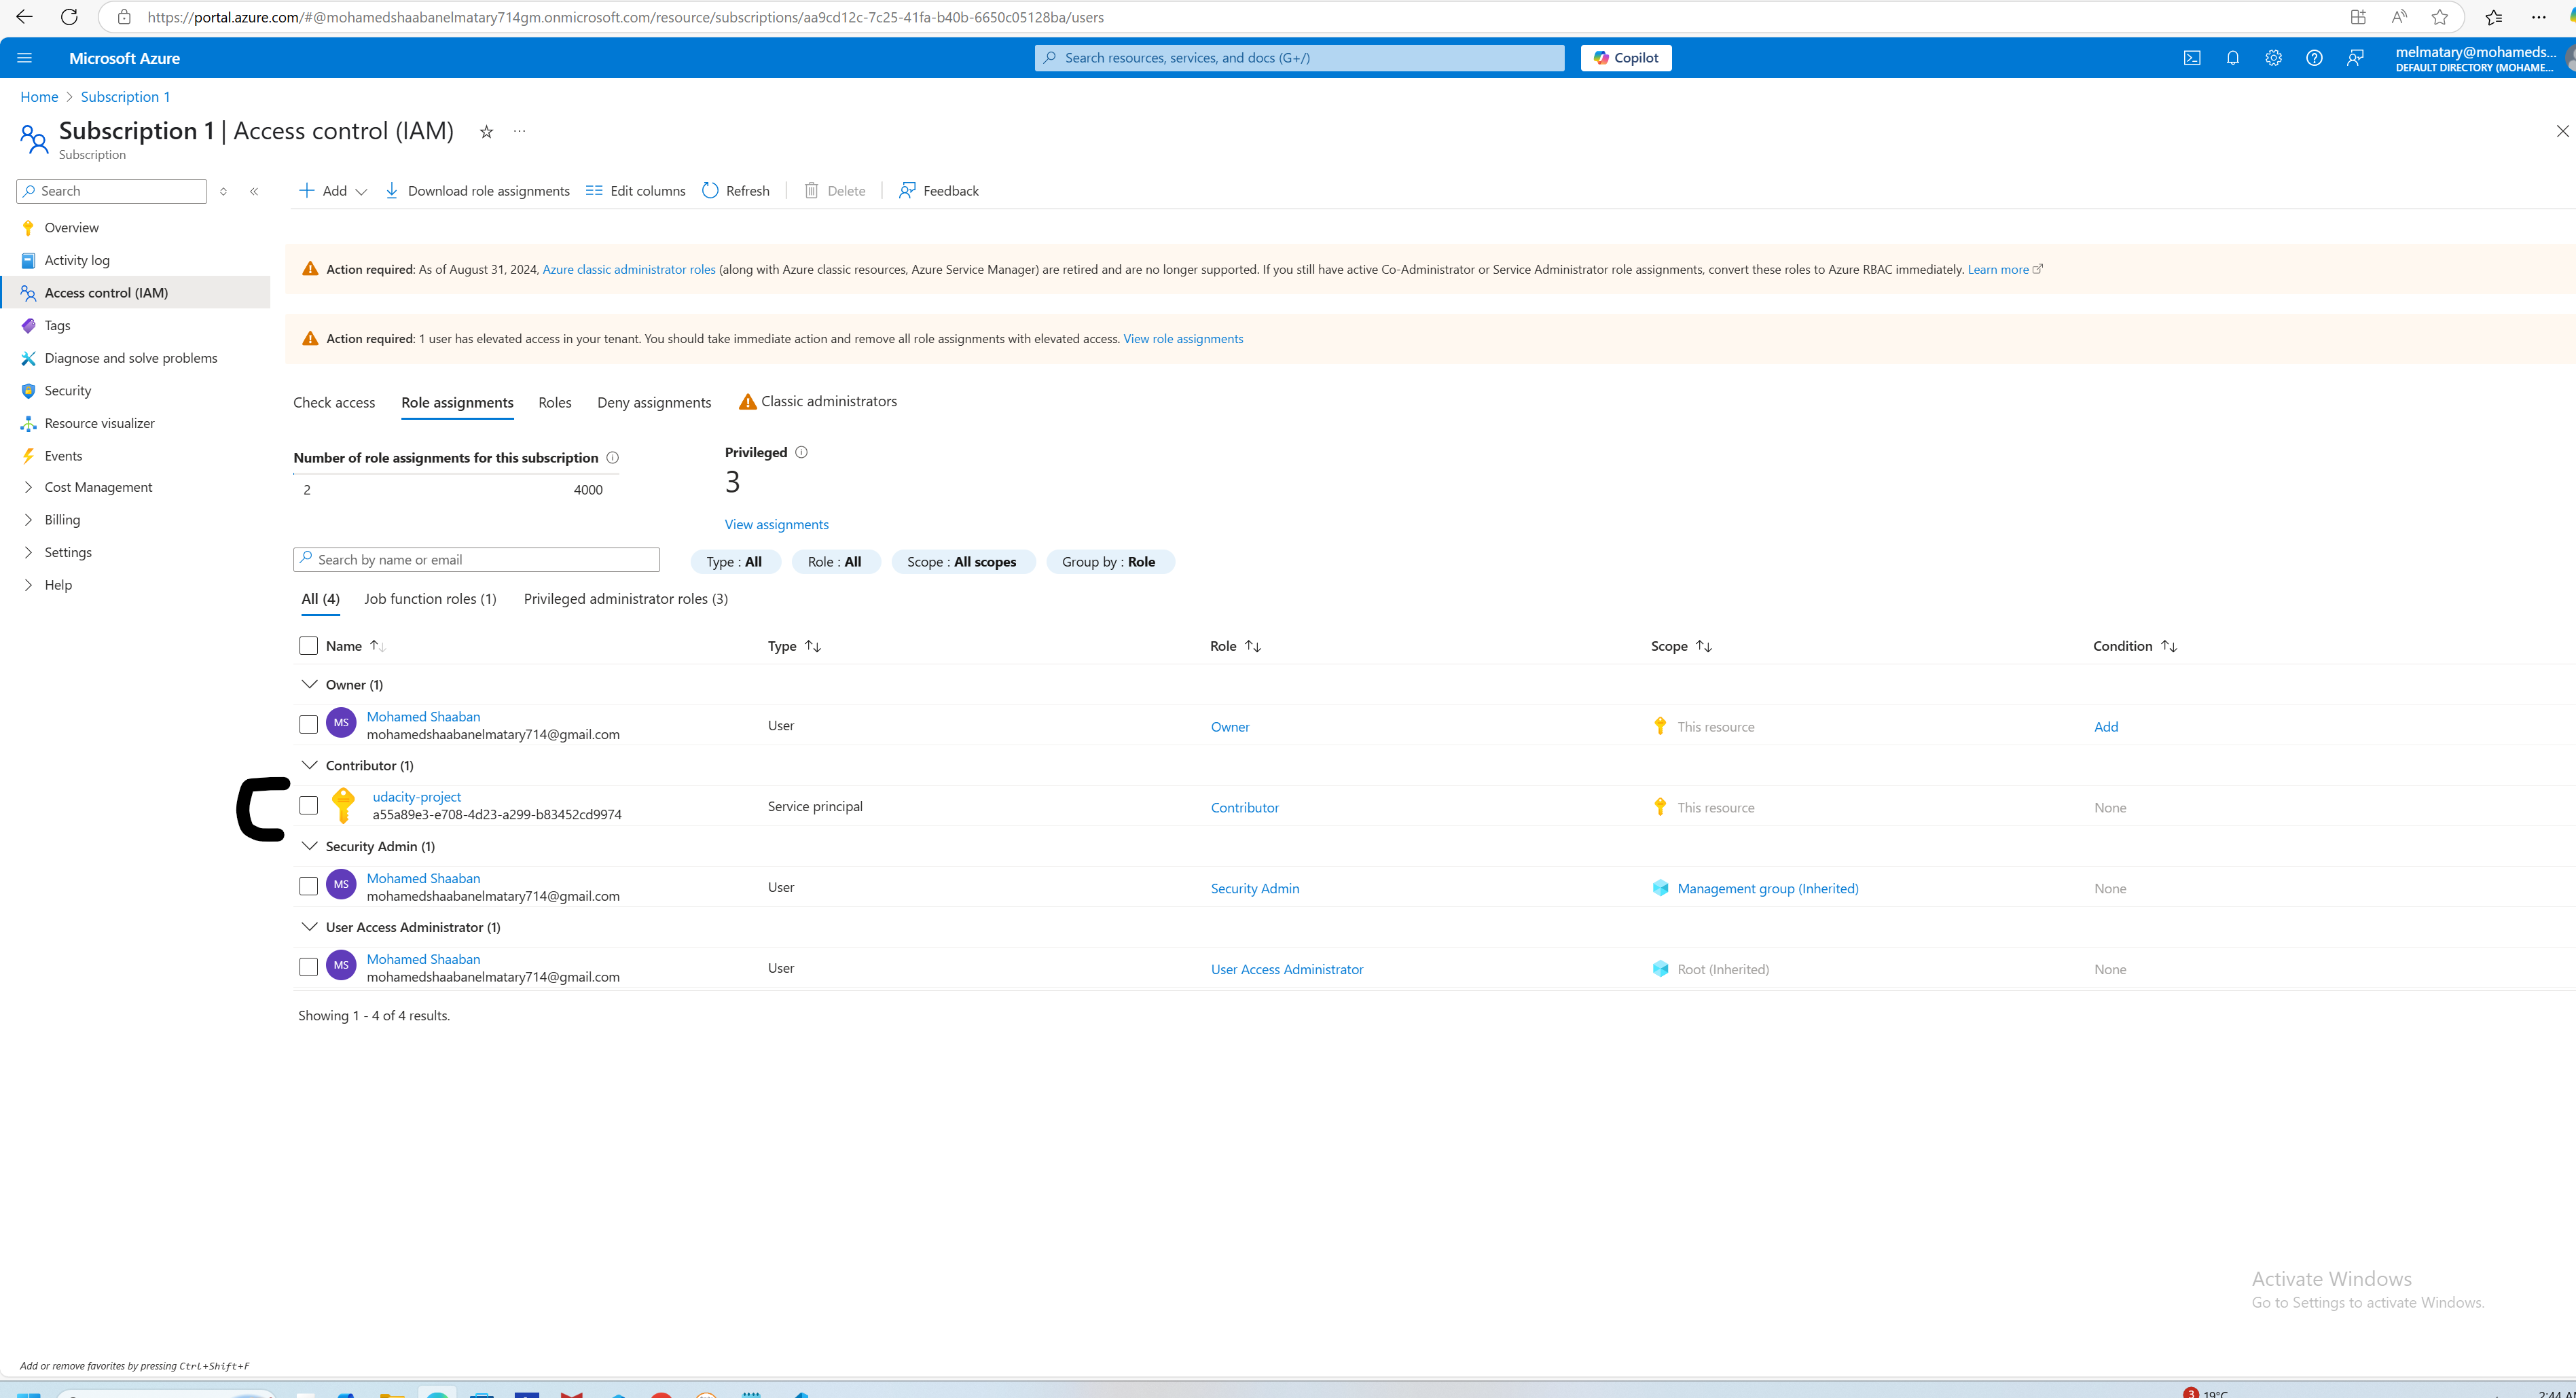 https://portal.azure.com/#@mohamedshaabanelmatary714gm.onmicrosoft.com/resource/subscriptions/aa9cd12c-7c25-41fa-b40b-6650c05128ba/users
Microsoft Azure
Search resources, services, and docs (G+/)
Copilot
melmatary@mohameds...
DEFAULT DIRECTORY (MOHAME...
Home > Subscription 1
Subscription 1 | Access control (IAM)
Subscription
Search
Add
Download role assignments
Edit columns
Refresh
Delete
Feedback
Overview
Activity log
Access control (IAM)
Tags
Diagnose and solve problems
Security
Resource visualizer
Events
Cost Management
Billing
Settings
Help
Action required: As of August 31, 2024, Azure classic administrator roles (along with Azure classic resources, Azure Service Manager) are retired and are no longer supported. If you still have active Co-Administrator or Service Administrator role assignments, convert these roles to Azure RBAC immediately. Learn more
Action required: 1 user has elevated access in your tenant. You should take immediate action and remove all role assignments with elevated access. View role assignments
Check access
Role assignments
Roles
Deny assignments
Classic administrators
Number of role assignments for this subscription
2
4000
Privileged
3
View assignments
Search by name or email
Type : All
Role : All
Scope : All scopes
Group by : Role
All (4)
Job function roles (1)
Privileged administrator roles (3)
Name
Type
Role
Scope
Condition
Owner (1)
MS
Mohamed Shaaban
mohamedshaabanelmatary714@gmail.com
User
Owner
This resource
Add
Contributor (1)
udacity-project
a55a89e3-e708-4d23-a299-b83452cd9974
Service principal
Contributor
This resource
None
Security Admin (1)
MS
Mohamed Shaaban
mohamedshaabanelmatary714@gmail.com
User
Security Admin
Management group (Inherited)
None
User Access Administrator (1)
MS
Mohamed Shaaban
mohamedshaabanelmatary714@gmail.com
User
User Access Administrator
Root (Inherited)
None
Showing 1 - 4 of 4 results.
Activate Windows
Go to Settings to activate Windows.
Add or remove favorites by pressing Ctrl+Shift+F
3
19°C